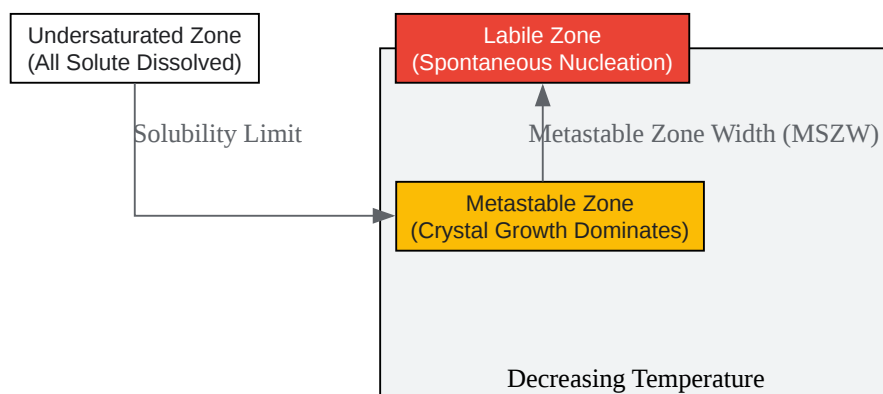 Undersaturated Zone
(All Solute Dissolved)
Labile Zone
(Spontaneous Nucleation)
Solubility Limit
Metastable Zone Width (MSZW)
Metastable Zone
(Crystal Growth Dominates)
Decreasing Temperature